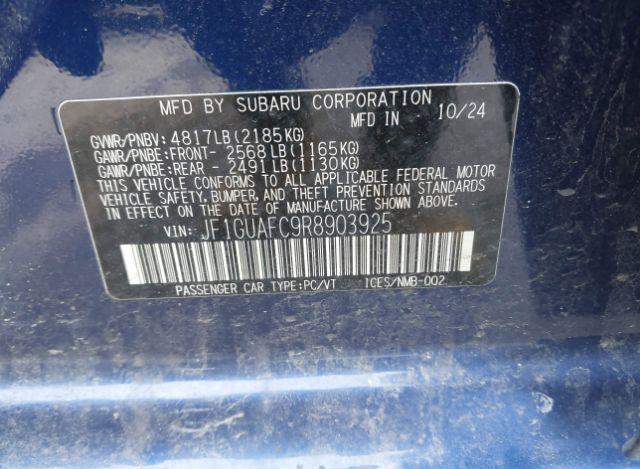 MFD BY SUBARU CORPORATION
MFD IN 10/24
GVWR/PNBV: 4817LB(2185KG)
GAWR/PNBE:FRONT- 2568LB(1165KG)
GAWR/PNBE:REAR - 2491LB(1130KG)
THIS VEHICLE CONFORMS TO ALL APPLICABLE FEDERAL MOTOR
VEHICLE SAFETY, BUMPER, AND THEFT PREVENTION STANDARDS
IN EFFECT ON THE DATE OF MANUFACTURE SHOWN ABOVE.
VIN: JF1GUAFC9R8903925
PASSENGER CAR TYPE:PC/VT ICES/NMB-002